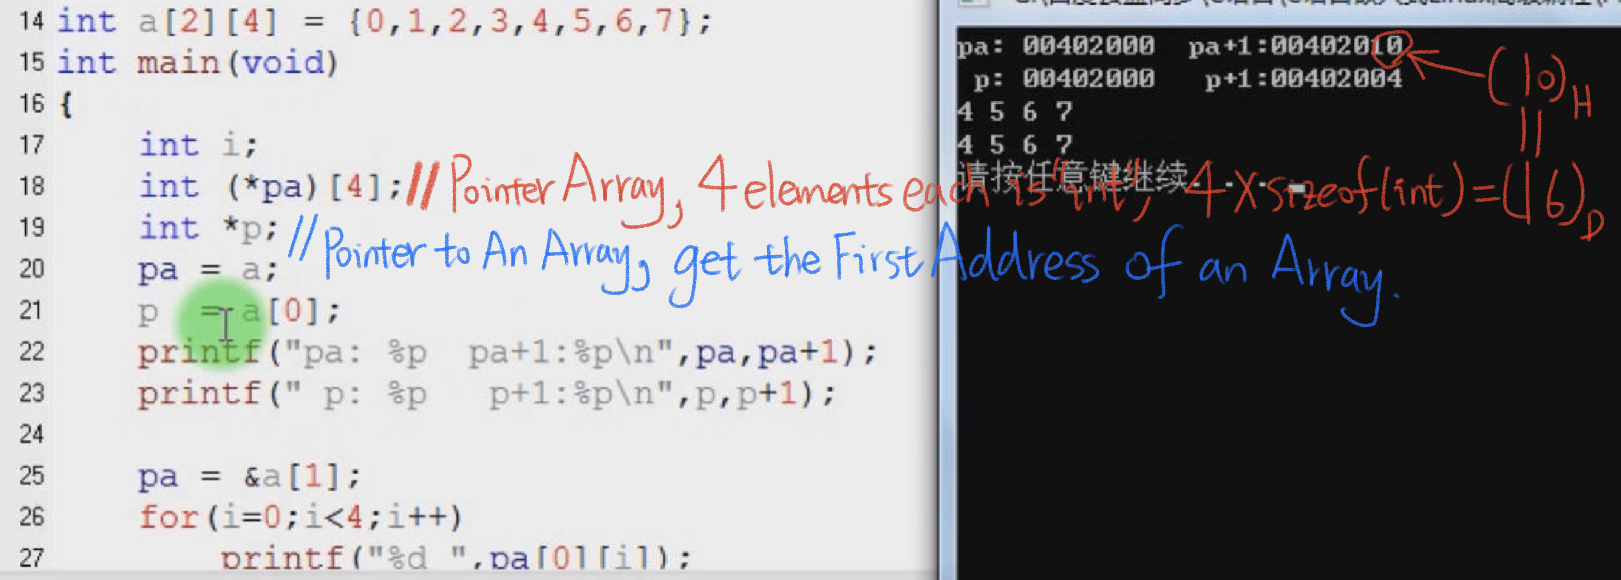 14 int a[2][4] = {0,1,2,3,4,5,6,7};
15 int main(void)
16 {
17 int i;
18 int (*pa)[4]; //Pointer Array, 4 elements each is "int", 4 X sizeof(int)=(16)D
19 int *p; //Pointer to An Array, get the First Address of an Array.
20 pa = a;
21 p = a[0];
22 printf("pa: %p pa+1:%p\n",pa,pa+1);
23 printf(" p: %p p+1:%p\n",p,p+1);
24
25 pa = &a[1];
26 for(i=0;i<4;i++)
27 printf("%d ",pa[0][i]);
pa: 00402000 pa+1:00402010
p: 00402000 p+1:00402004
4 5 6 7
4 5 6 7
请按任意键继续. . .
(10)H
=